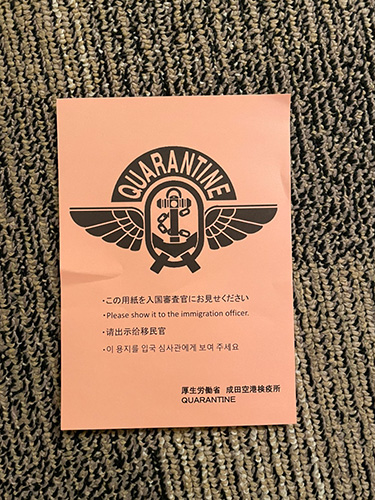 QUARANTINE
・この用紙を入国審査官にお見せください
・Please show it to the immigration officer.
・请出示给移民官
・이 용지를 입국 심사관에게 보여 주세요
厚生労働省 成田空港検疫所
QUARANTINE